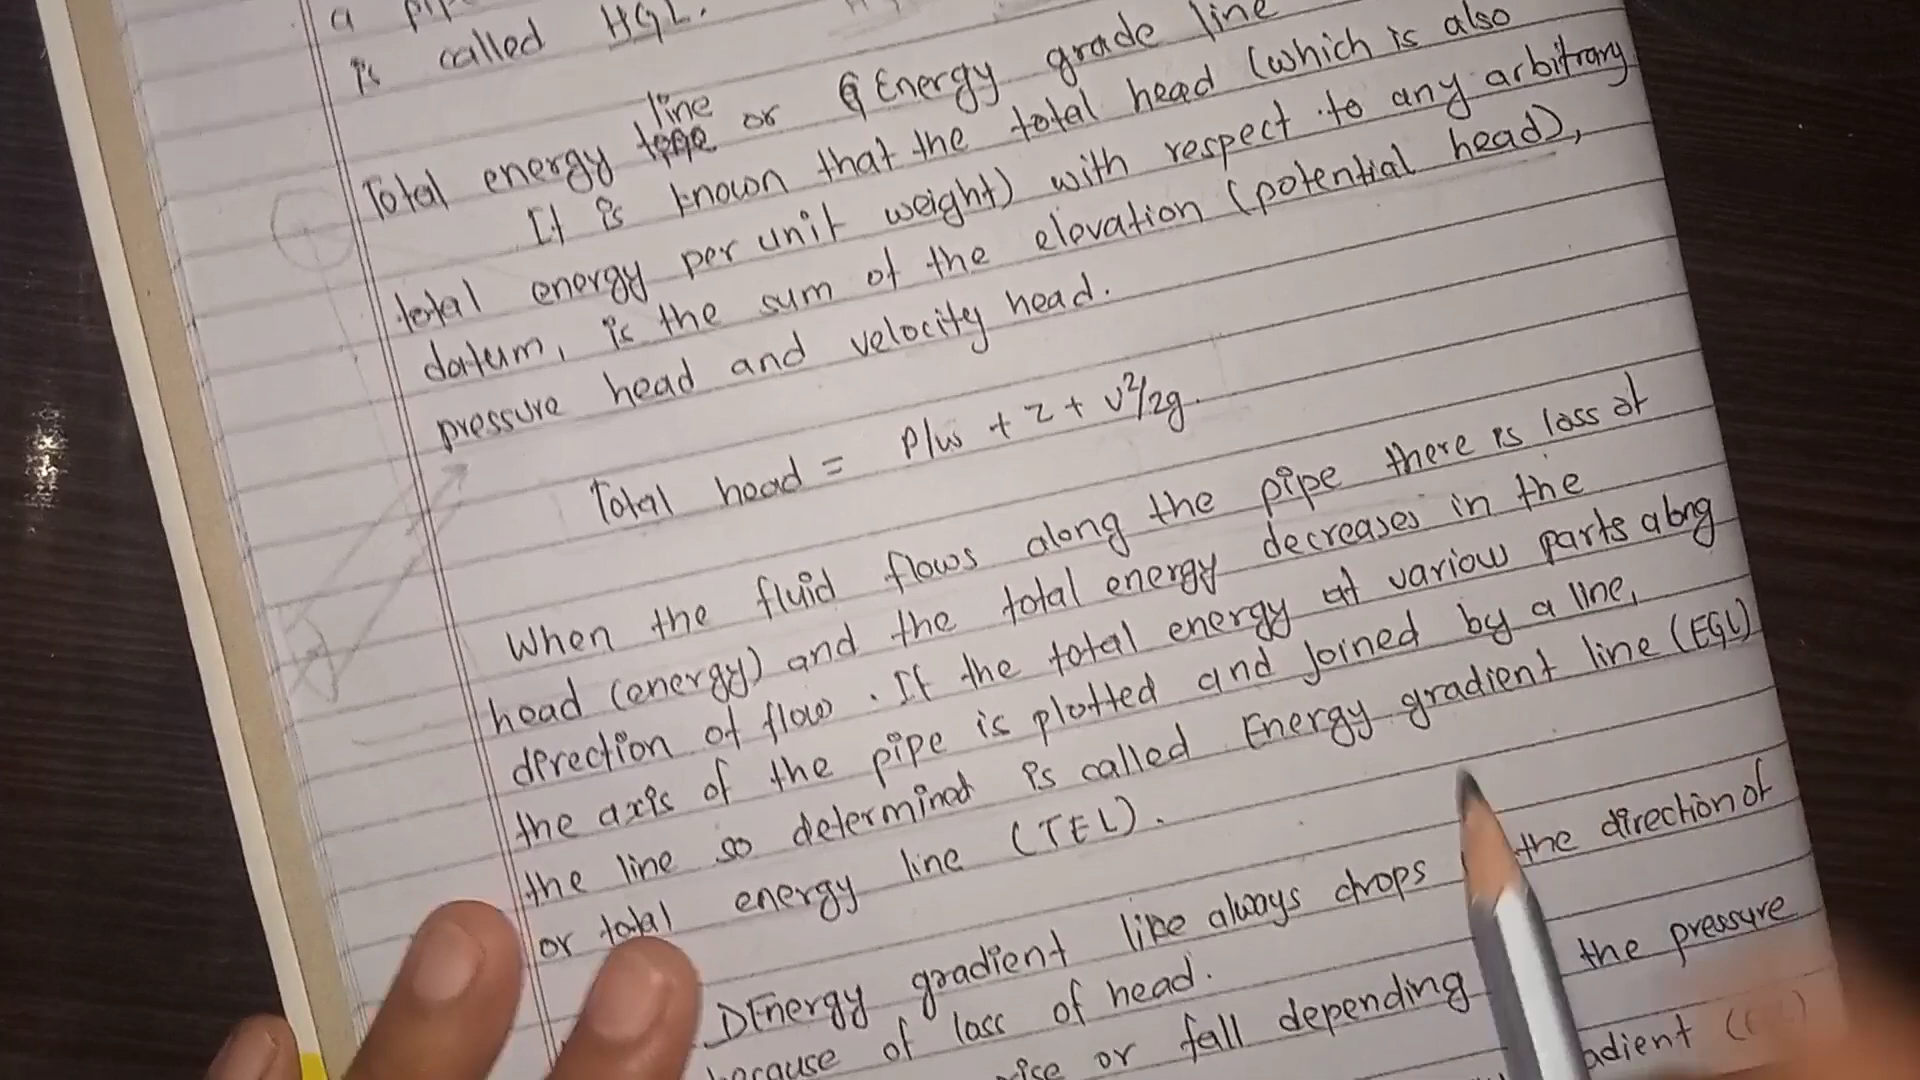 a pip
is called HGL.
line
Total energy or Energy grade line
It is known that the total head (which is also
total energy per unit weight) with respect to any arbitrary
datum, is the sum of the elevation (potential head),
pressure head and velocity head.
Total head = P/w + z + v²/2g.
When the fluid flows along the pipe there is loss of
head (energy) and the total energy decreases in the
direction of flow. If the total energy at various parts along
the axis of the pipe is plotted and joined by a line,
the line so determined is called Energy gradient line (EGL)
or total energy line (TEL).
1) Energy gradient line always drops the direction of
because of loss of head.
rise or fall depending the pressure
adient